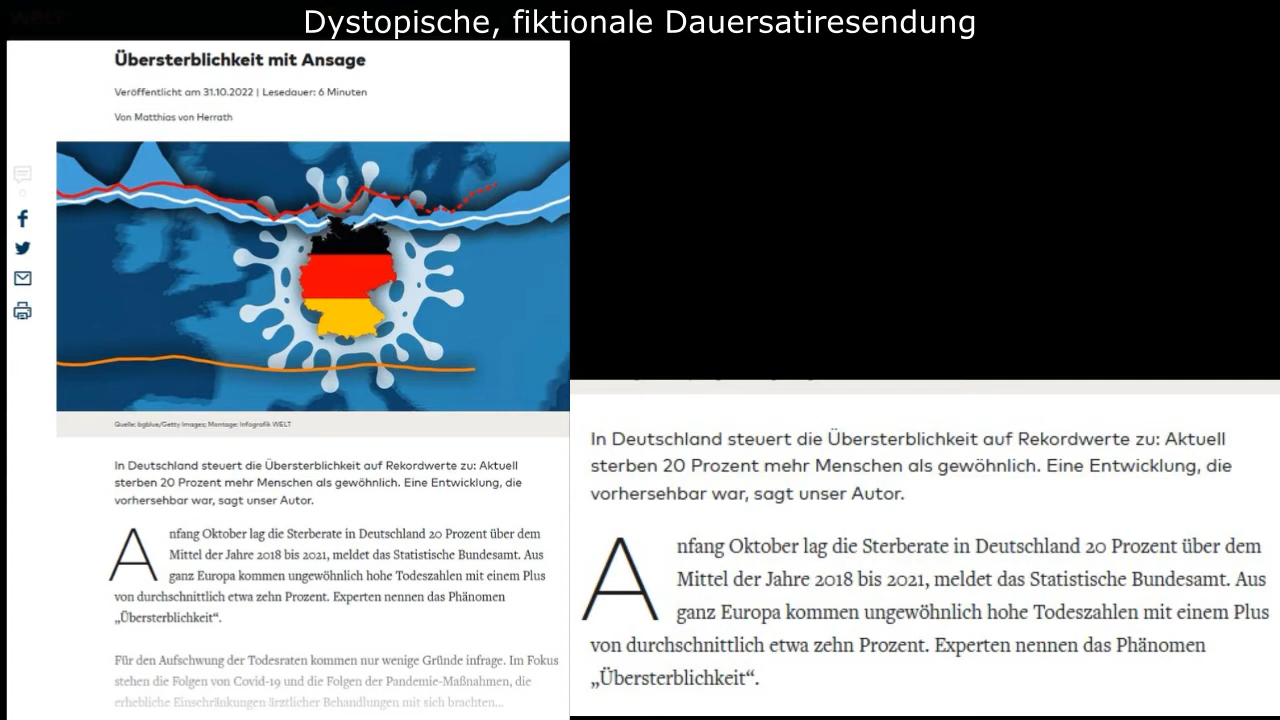 Dystopische, fiktionale Dauersatiresendung
Übersterblichkeit mit Ansage
Veröffentlicht am 31.10.2022 | Lesedauer: 6 Minuten
Von Matthias von Herrath
0
Quelle: bgblue/Getty Images; Montage: Infografik WELT
In Deutschland steuert die Übersterblichkeit auf Rekordwerte zu: Aktuell
sterben 20 Prozent mehr Menschen als gewöhnlich. Eine Entwicklung, die
vorhersehbar war, sagt unser Autor.
Anfang Oktober lag die Sterberate in Deutschland 20 Prozent über dem
Mittel der Jahre 2018 bis 2021, meldet das Statistische Bundesamt. Aus
ganz Europa kommen ungewöhnlich hohe Todeszahlen mit einem Plus
von durchschnittlich etwa zehn Prozent. Experten nennen das Phänomen
„Übersterblichkeit“.
Für den Aufschwung der Todesraten kommen nur wenige Gründe infrage. Im Fokus
stehen die Folgen von Covid-19 und die Folgen der Pandemie-Maßnahmen, die
erhebliche Einschränkungen ärztlicher Behandlungen mit sich brachten...
In Deutschland steuert die Übersterblichkeit auf Rekordwerte zu: Aktuell
sterben 20 Prozent mehr Menschen als gewöhnlich. Eine Entwicklung, die
vorhersehbar war, sagt unser Autor.
Anfang Oktober lag die Sterberate in Deutschland 20 Prozent über dem
Mittel der Jahre 2018 bis 2021, meldet das Statistische Bundesamt. Aus
ganz Europa kommen ungewöhnlich hohe Todeszahlen mit einem Plus
von durchschnittlich etwa zehn Prozent. Experten nennen das Phänomen
„Übersterblichkeit“.